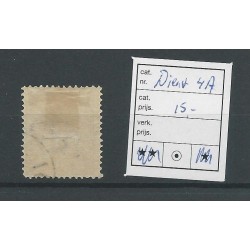 cat. nr. Dienst 4A
cat. prijs. 15,-
verk. prijs.